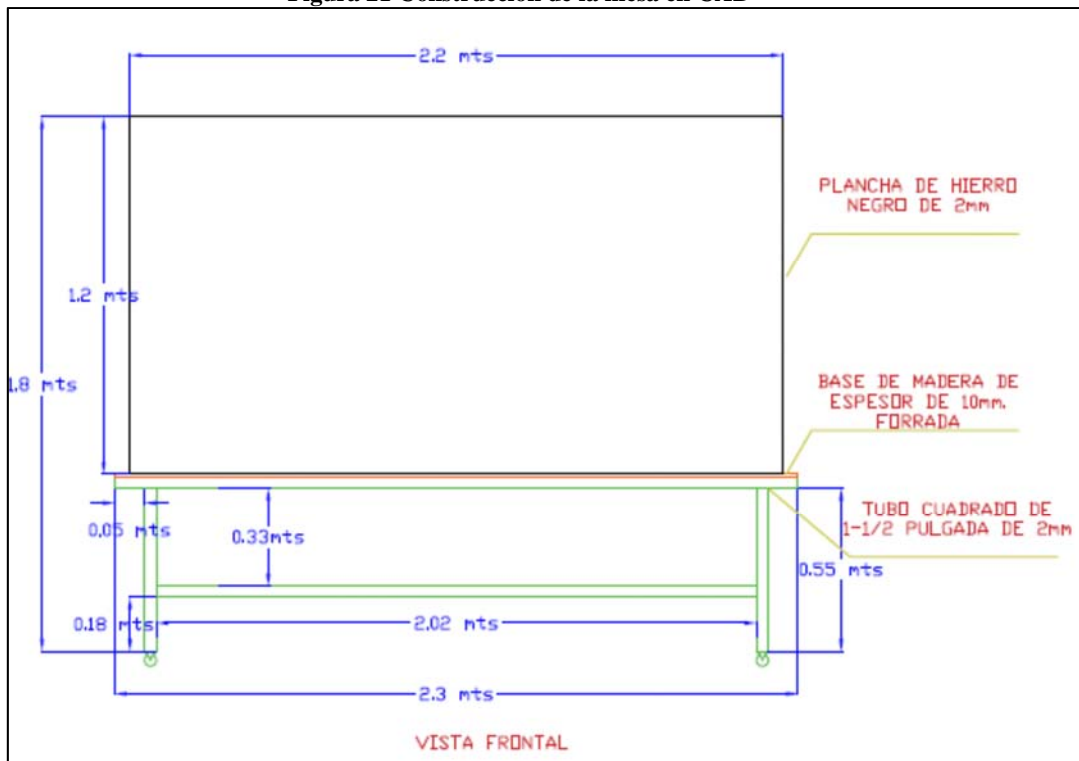 2.2 mts
PLANCHA DE HIERRO
NEGRO DE 2mm
1.2 mts
1.8 mts
BASE DE MADERA DE
ESPESOR DE 10mm.
FORRADA
0.05 mts
0.33mts
TUBO CUADRADO DE
1-1/2 PULGADA DE 2mm
0.55 mts
0.18 mts
2.02 mts
2.3 mts
VISTA FRONTAL